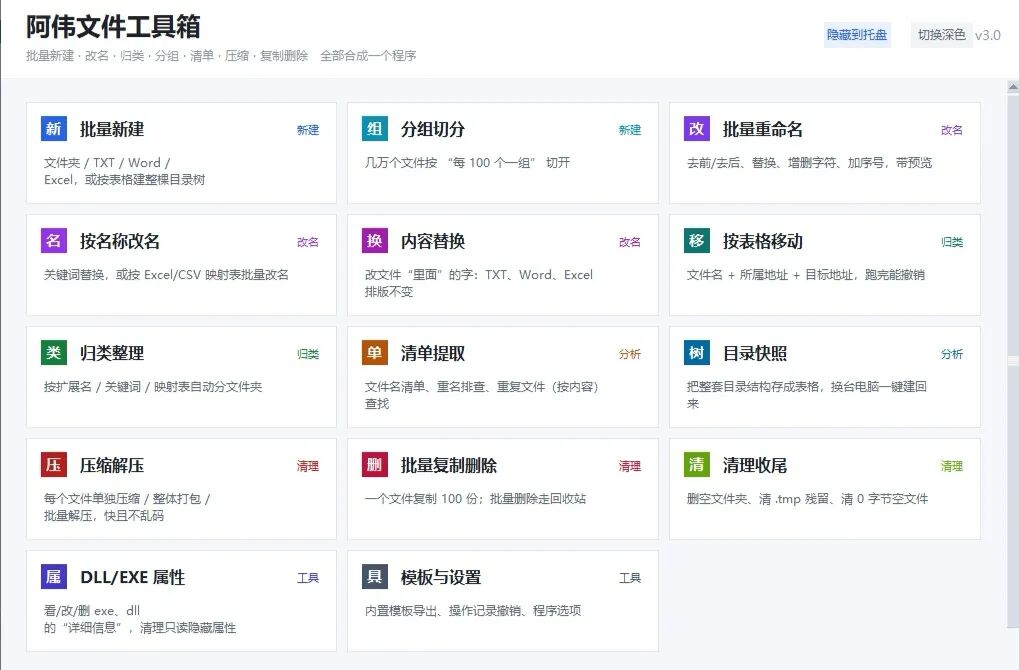 阿伟文件工具箱
批量新建 · 改名 · 归类 · 分组 · 清单 · 压缩 · 复制删除 全部合成一个程序
隐藏到托盘 切换深色 v3.0
新 批量新建 新建
文件夹 / TXT / Word /
Excel，或按表格建整棵目录树
组 分组切分 新建
几万个文件按 “每 100 个一组” 切开
改 批量重命名 改名
去前/去后、替换、增删字符、加序号，带预览
名 按名称改名 改名
关键词替换，或按 Excel/CSV 映射表批量改名
换 内容替换 改名
改文件“里面”的字：TXT、Word、Excel
排版不变
移 按表格移动 归类
文件名 + 所属地址 + 目标地址，跑完能撤销
类 归类整理 归类
按扩展名 / 关键词 / 映射表自动分文件夹
单 清单提取 分析
文件名清单、重名排查、重复文件（按内容）
查找
树 目录快照 分析
把整套目录结构存成表格，换台电脑一键建回
来
压 压缩解压 清理
每个文件单独压缩 / 整体打包 /
批量解压，快且不乱码
删 批量复制删除 清理
一个文件复制 100 份；批量删除走回收站
清 清理收尾 清理
删空文件夹、清 .tmp 残留、清 0 字节空文件
属 DLL/EXE 属性 工具
看/改/删 exe、dll
的“详细信息”，清理只读隐藏属性
具 模板与设置 工具
内置模板导出、操作记录撤销、程序选项